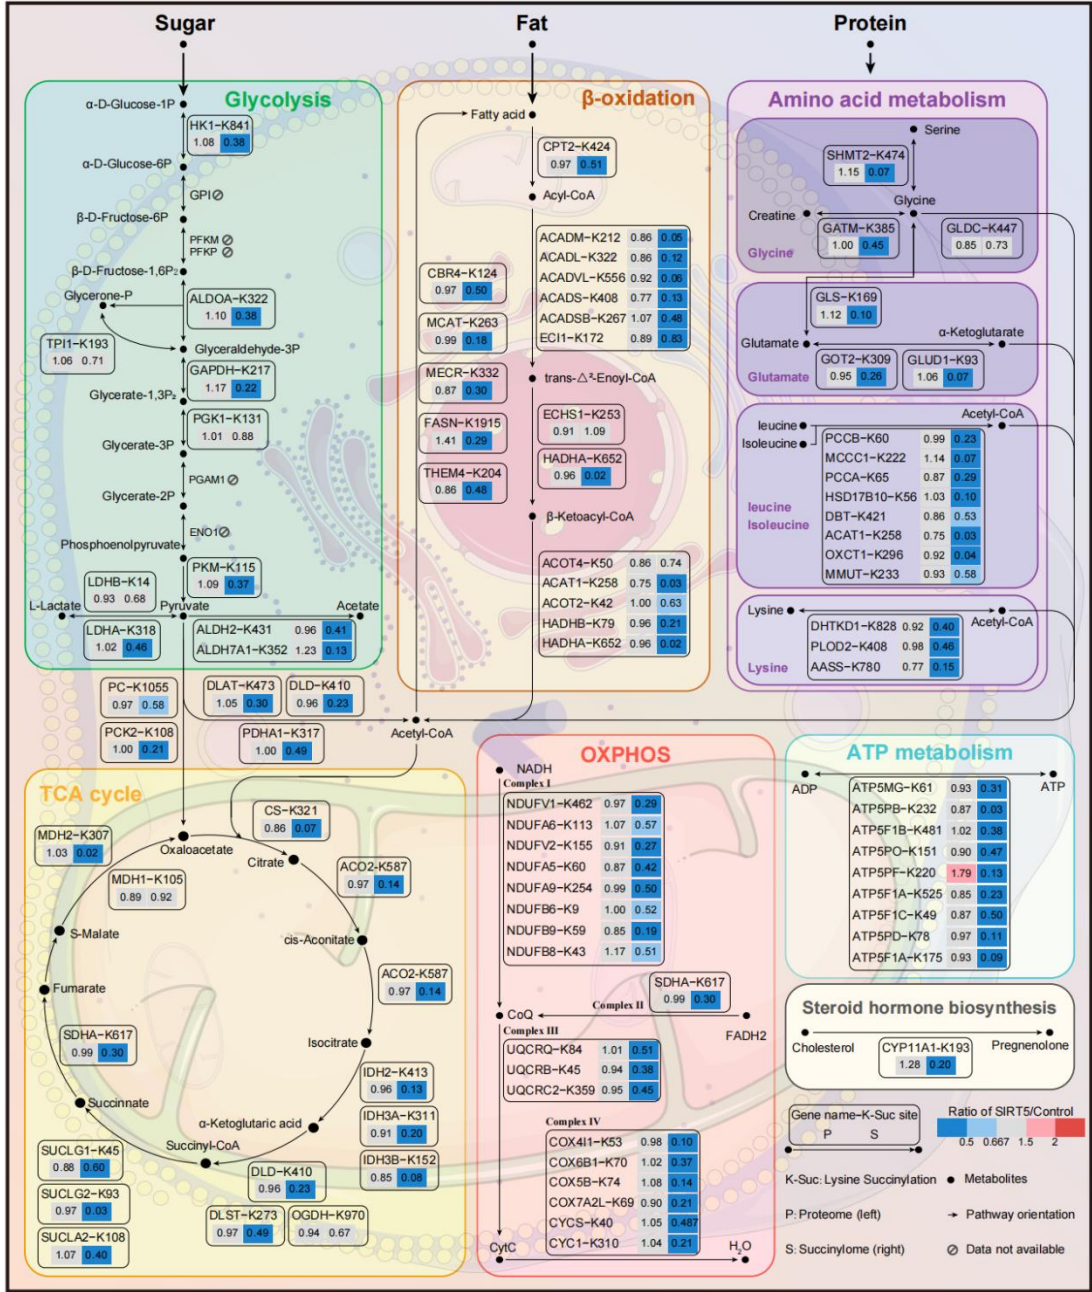 Sugar
Fat
Protein
Glycolysis
α-D-Glucose-1P
HK1-K841
1.08 0.38
α-D-Glucose-6P
GPI
β-D-Fructose-6P
PFKM
PFKP
β-D-Fructose-1,6P₂
Glycerone-P
ALDOA-K322
1.10 0.38
TPI1-K193
1.06 0.71
Glyceraldehyde-3P
GAPDH-K217
1.17 0.22
Glycerate-1,3P₂
PGK1-K131
1.01 0.88
Glycerate-3P
PGAM1
Glycerate-2P
ENO1
Phosphoenolpyruvate
PKM-K115
1.09 0.37
LDHB-K14
0.93 0.68
L-Lactate
Pyruvate
Acetate
LDHA-K318
1.02 0.46
ALDH2-K431 0.96 0.41
ALDH7A1-K352 1.23 0.13
PC-K1055
0.97 0.58
PCK2-K108
1.00 0.21
DLAT-K473
1.05 0.30
DLD-K410
0.96 0.23
PDHA1-K317
1.00 0.49
Acetyl-CoA
β-oxidation
Fatty acid
CPT2-K424
0.97 0.51
Acyl-CoA
ACADM-K212 0.86 0.05
ACADL-K322 0.86 0.12
ACADVL-K556 0.92 0.06
ACADS-K408 0.77 0.13
ACADSB-K267 1.07 0.48
ECI1-K172 0.89 0.83
CBR4-K124
0.97 0.50
MCAT-K263
0.99 0.18
MECR-K332
0.87 0.30
FASN-K1915
1.41 0.29
THEM4-K204
0.86 0.48
trans-△²-Enoyl-CoA
ECHS1-K253
0.91 1.09
HADHA-K652
0.96 0.02
β-Ketoacyl-CoA
ACOT4-K50 0.86 0.74
ACAT1-K258 0.75 0.03
ACOT2-K42 1.00 0.63
HADHB-K79 0.96 0.21
HADHA-K652 0.96 0.02
Amino acid metabolism
Serine
SHMT2-K474
1.15 0.07
Creatine
Glycine
GATM-K385
1.00 0.45
GLDC-K447
0.85 0.73
Glycine
GLS-K169
1.12 0.10
Glutamate
α-Ketoglutarate
GOT2-K309
0.95 0.26
GLUD1-K93
1.06 0.07
Glutamate
leucine
Isoleucine
Acetyl-CoA
PCCB-K60 0.99 0.23
MCCC1-K222 1.14 0.07
PCCA-K65 0.87 0.29
HSD17B10-K56 1.03 0.10
DBT-K421 0.86 0.53
ACAT1-K258 0.75 0.03
OXCT1-K296 0.92 0.04
MMUT-K233 0.93 0.58
leucine
Isoleucine
Lysine
Acetyl-CoA
DHTKD1-K828 0.92 0.40
PLOD2-K408 0.98 0.46
AASS-K780 0.77 0.15
Lysine
TCA cycle
MDH2-K307
1.03 0.02
Oxaloacetate
CS-K321
0.86 0.07
Citrate
MDH1-K105
0.89 0.92
ACO2-K587
0.97 0.14
S-Malate
cis-Aconitate
Fumarate
ACO2-K587
0.97 0.14
SDHA-K617
0.99 0.30
Isocitrate
IDH2-K413
0.96 0.13
IDH3A-K311
0.91 0.20
IDH3B-K152
0.85 0.08
Succinnate
α-Ketoglutaric acid
Succinyl-CoA
SUCLG1-K45
0.88 0.60
SUCLG2-K93
0.97 0.03
SUCLA2-K108
1.07 0.40
DLD-K410
0.96 0.23
DLST-K273
0.97 0.49
OGDH-K970
0.94 0.67
OXPHOS
NADH
Complex I
NDUFV1-K462 0.97 0.29
NDUFA6-K113 1.07 0.57
NDUFV2-K155 0.91 0.27
NDUFA5-K60 0.87 0.42
NDUFA9-K254 0.99 0.50
NDUFB6-K9 1.00 0.52
NDUFB9-K59 0.85 0.19
NDUFB8-K43 1.17 0.51
SDHA-K617
0.99 0.30
Complex II
CoQ
FADH2
Complex III
UQCRQ-K84 1.01 0.51
UQCRB-K45 0.94 0.38
UQCRC2-K359 0.95 0.45
Complex IV
COX4I1-K53 0.98 0.10
COX6B1-K70 1.02 0.37
COX5B-K74 1.08 0.14
COX7A2L-K69 0.90 0.21
CYCS-K40 1.05 0.487
CYC1-K310 1.04 0.21
CytC
H₂O
ATP metabolism
ADP
ATP
ATP5MG-K61 0.93 0.31
ATP5PB-K232 0.87 0.03
ATP5F1B-K481 1.02 0.38
ATP5PO-K151 0.90 0.47
ATP5PF-K220 1.79 0.13
ATP5F1A-K525 0.85 0.23
ATP5F1C-K49 0.87 0.50
ATP5PD-K78 0.97 0.11
ATP5F1A-K175 0.93 0.09
Steroid hormone biosynthesis
Cholesterol
Pregnenolone
CYP11A1-K193
1.28 0.20
Gene name-K-Suc site
P S
Ratio of SIRT5/Control
0.5 0.667 1.5 2
K-Suc: Lysine Succinylation
Metabolites
P: Proteome (left)
Pathway orientation
S: Succinylome (right)
Data not available